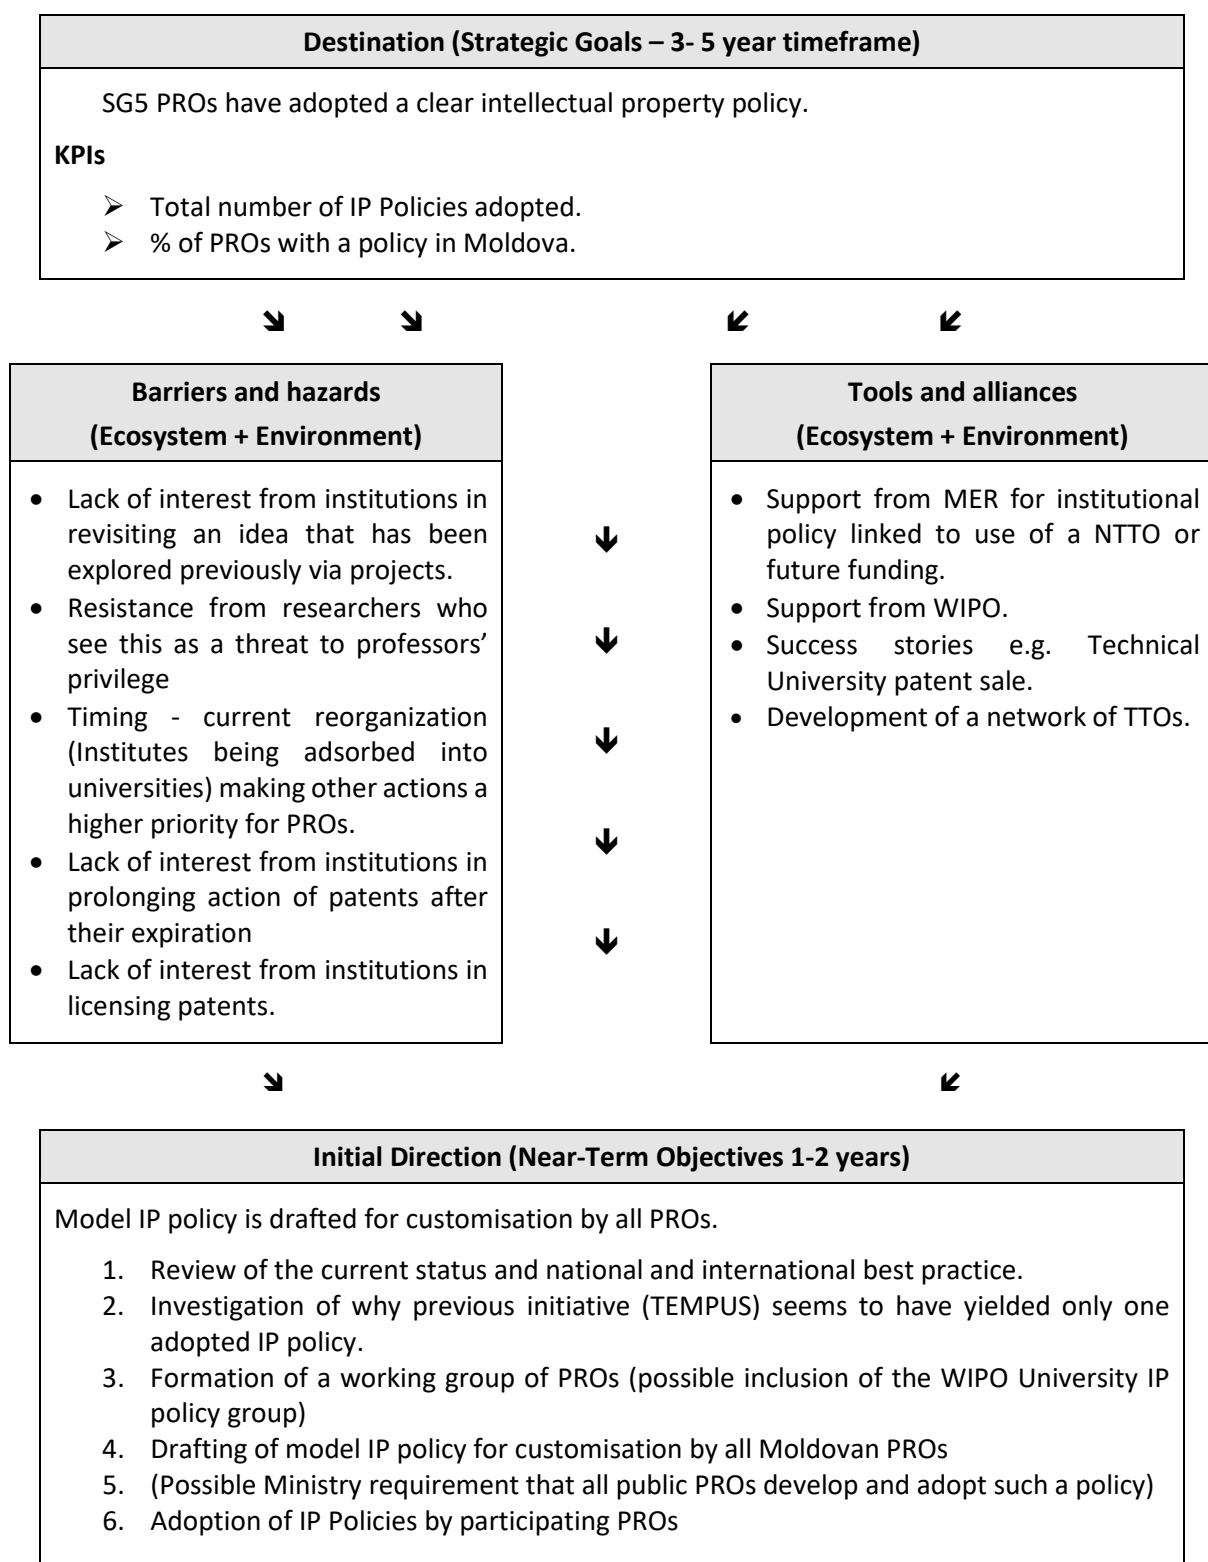 Destination (Strategic Goals – 3- 5 year timeframe)
SG5 PROs have adopted a clear intellectual property policy.
KPIs
➢ Total number of IP Policies adopted.
➢ % of PROs with a policy in Moldova.
Barriers and hazards
(Ecosystem + Environment)
• Lack of interest from institutions in
revisiting an idea that has been
explored previously via projects.
• Resistance from researchers who
see this as a threat to professors’
privilege
• Timing - current reorganization
(Institutes being adsorbed into
universities) making other actions a
higher priority for PROs.
• Lack of interest from institutions in
prolonging action of patents after
their expiration
• Lack of interest from institutions in
licensing patents.
Tools and alliances
(Ecosystem + Environment)
• Support from MER for institutional
policy linked to use of a NTTO or
future funding.
• Support from WIPO.
• Success stories e.g. Technical
University patent sale.
• Development of a network of TTOs.
Initial Direction (Near-Term Objectives 1-2 years)
Model IP policy is drafted for customisation by all PROs.
1. Review of the current status and national and international best practice.
2. Investigation of why previous initiative (TEMPUS) seems to have yielded only one
adopted IP policy.
3. Formation of a working group of PROs (possible inclusion of the WIPO University IP
policy group)
4. Drafting of model IP policy for customisation by all Moldovan PROs
5. (Possible Ministry requirement that all public PROs develop and adopt such a policy)
6. Adoption of IP Policies by participating PROs